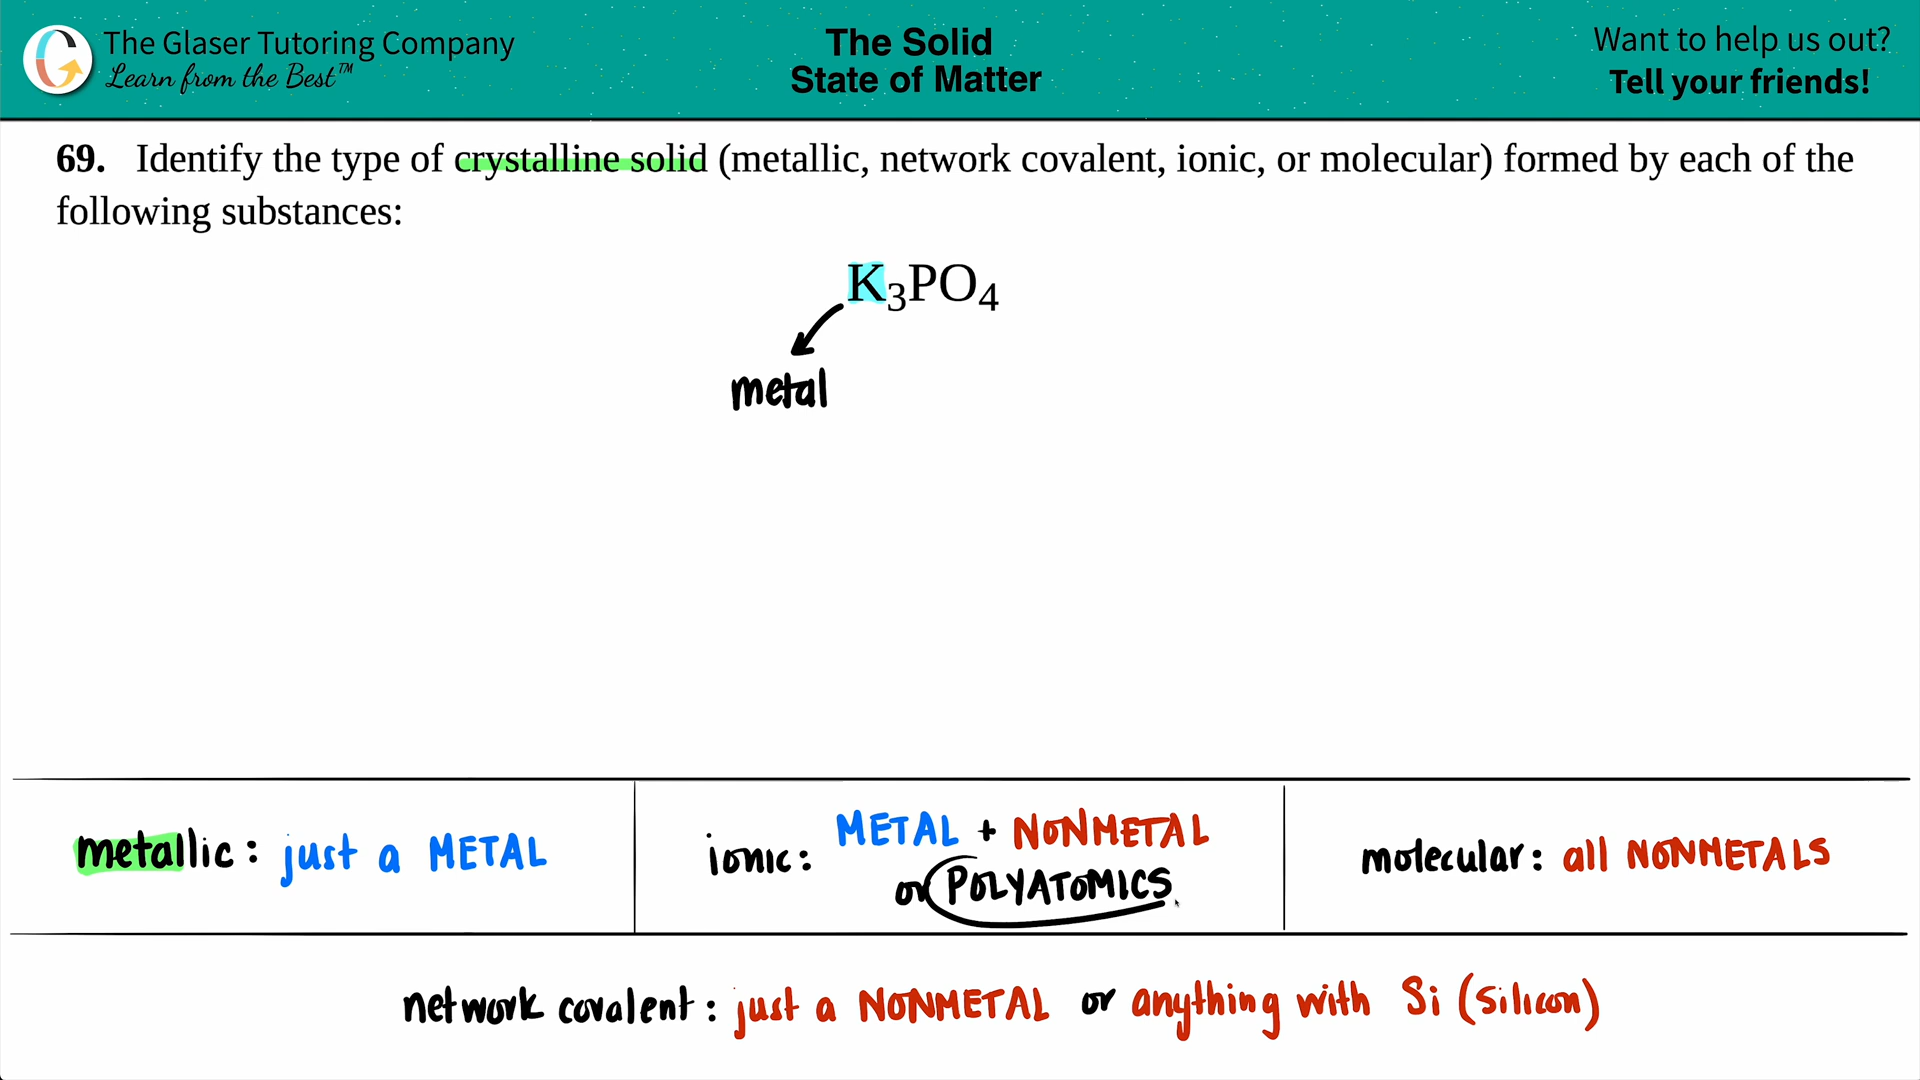 The Glaser Tutoring Company
Learn from the Best™
The Solid
State of Matter
Want to help us out?
Tell your friends!
69. Identify the type of crystalline solid (metallic, network covalent, ionic, or molecular) formed by each of the
following substances:
K₃PO₄
metal
metallic: just a METAL
ionic: METAL + NONMETAL
or POLYATOMICS
molecular: all NONMETALS
network covalent: just a NONMETAL or anything with Si (silicon)